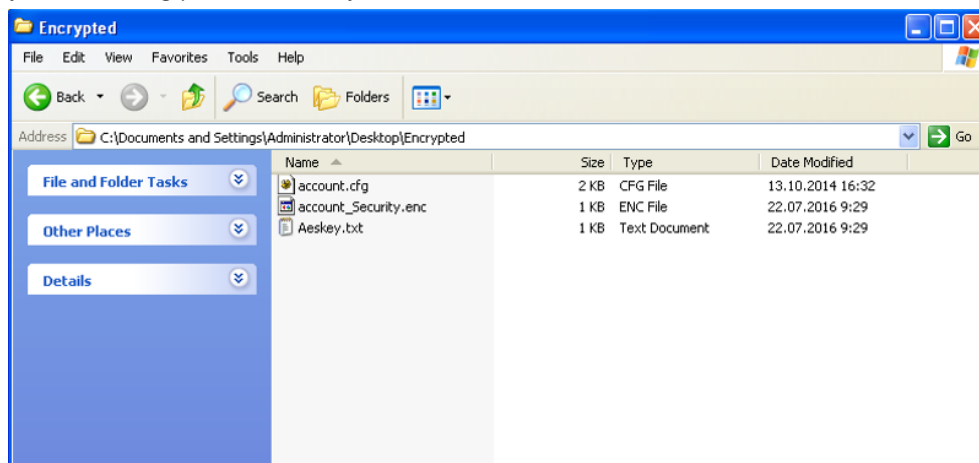 Encrypted
File Edit View Favorites Tools Help
Back Search Folders
Address C:\Documents and Settings\Administrator\Desktop\Encrypted Go
Name Size Type Date Modified
File and Folder Tasks
Other Places
Details
account.cfg 2 KB CFG File 13.10.2014 16:32
account_Security.enc 1 KB ENC File 22.07.2016 9:29
Aeskey.txt 1 KB Text Document 22.07.2016 9:29